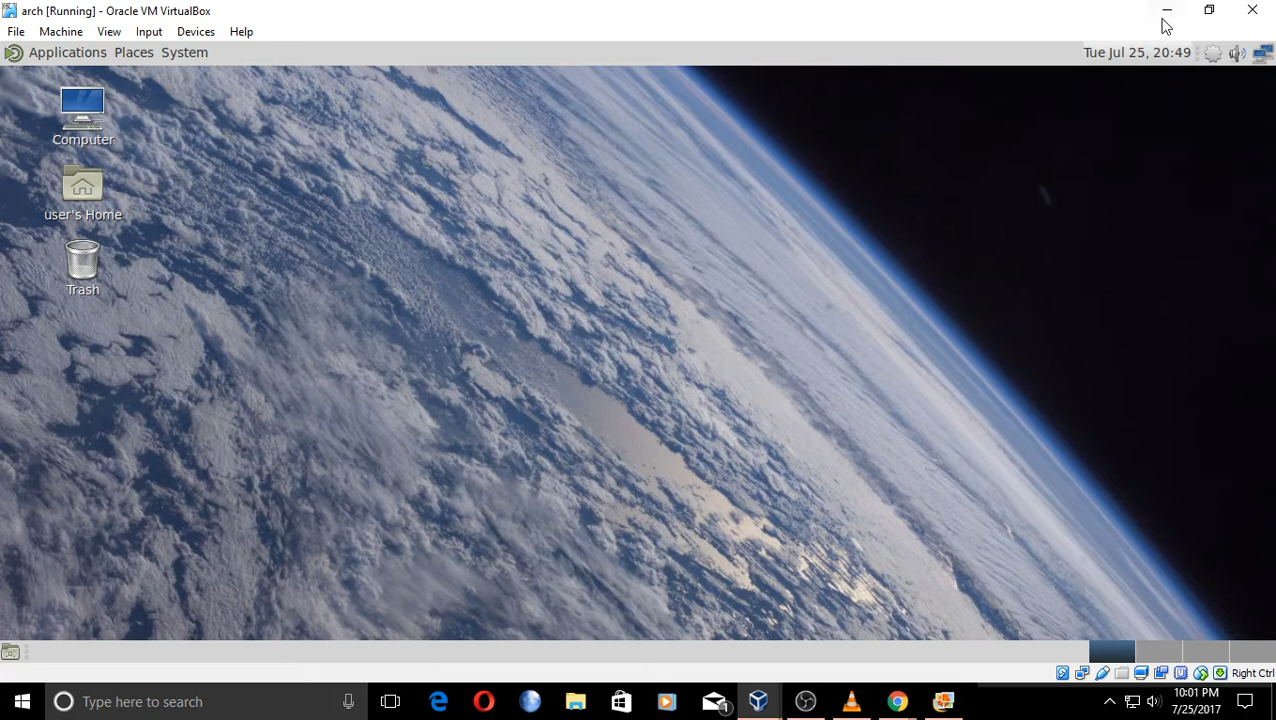 arch [Running] - Oracle VM VirtualBox
File Machine View Input Devices Help
Applications Places System Tue Jul 25, 20:49
Computer
user's Home
Trash
Right Ctrl
Type here to search
1
10:01 PM
7/25/2017